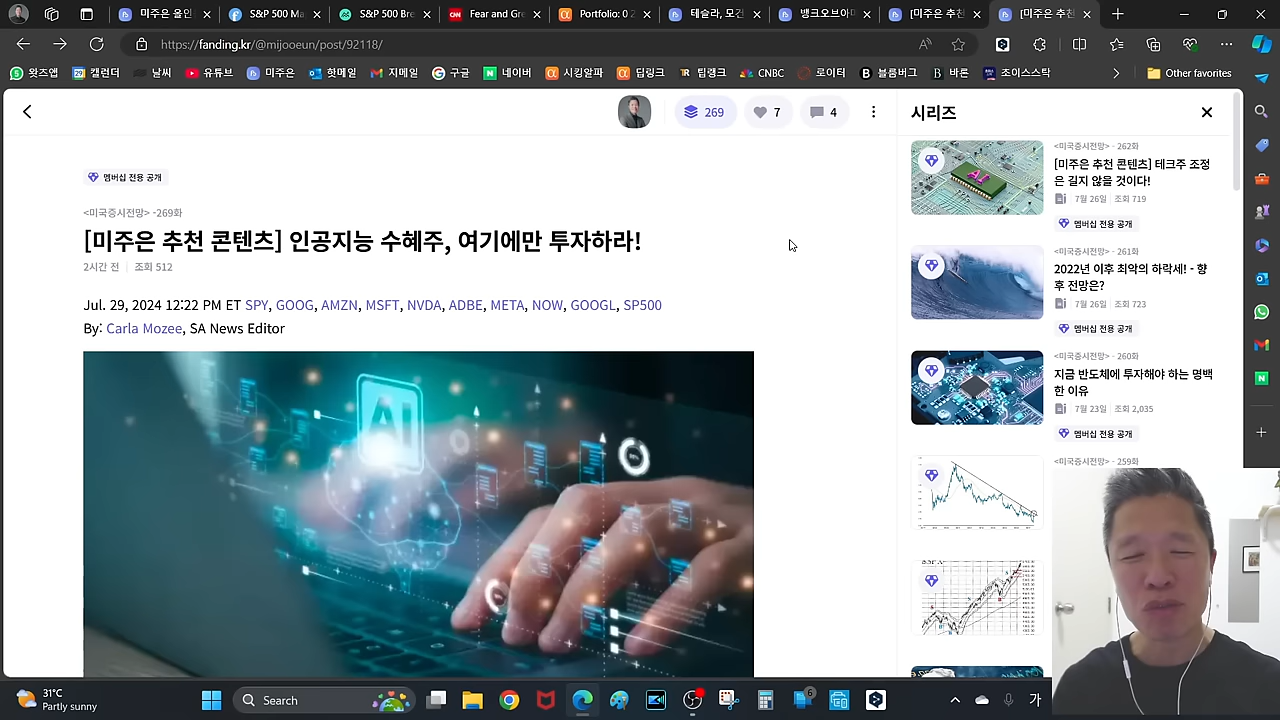 미주은 올인
S&P 500 Ma
S&P 500 Bre
CNN
Fear and Gre
Portfolio: 0 2
테슬라, 모건
뱅크오브아메
[미주은 추천
[미주은 추천
https://fanding.kr/@mijooeun/post/92118/
왓츠앱
29
캘린더
날씨
유튜브
미주은
핫메일
지메일
구글
네이버
시킹알파
딥링크
팁랭크
CNBC
로이터
블룸버그
바론
초이스스탁
Other favorites
269
7
4
시리즈
멤버십 전용 공개
<미국증시전망> -269화
[미주은 추천 콘텐츠] 인공지능 수혜주, 여기에만 투자하라!
2시간 전
조회 512
Jul. 29, 2024 12:22 PM ET SPY, GOOG, AMZN, MSFT, NVDA, ADBE, META, NOW, GOOGL, SP500
By: Carla Mozee, SA News Editor
AI
AI
<미국증시전망> - 262화
[미주은 추천 콘텐츠] 테크주 조정
은 길지 않을 것이다!
7월 26일
조회 719
멤버십 전용 공개
<미국증시전망> - 261화
2022년 이후 최악의 하락세! - 향
후 전망은?
7월 26일
조회 723
멤버십 전용 공개
<미국증시전망> - 260화
지금 반도체에 투자해야 하는 명백
한 이유
7월 23일
조회 2,035
멤버십 전용 공개
<미국증시전망> - 259화
31°C
Partly sunny
Search
6
가